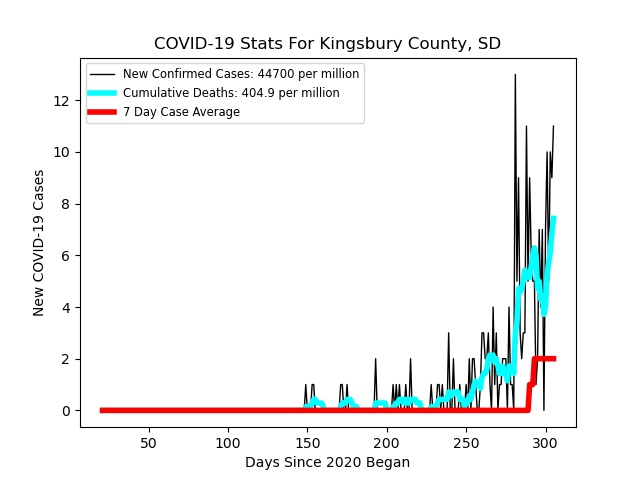 COVID-19 Stats For Kingsbury County, SD
New Confirmed Cases: 44700 per million
Cumulative Deaths: 404.9 per million
7 Day Case Average
New COVID-19 Cases
12
10
8
6
4
2
0
50 100 150 200 250 300
Days Since 2020 Began